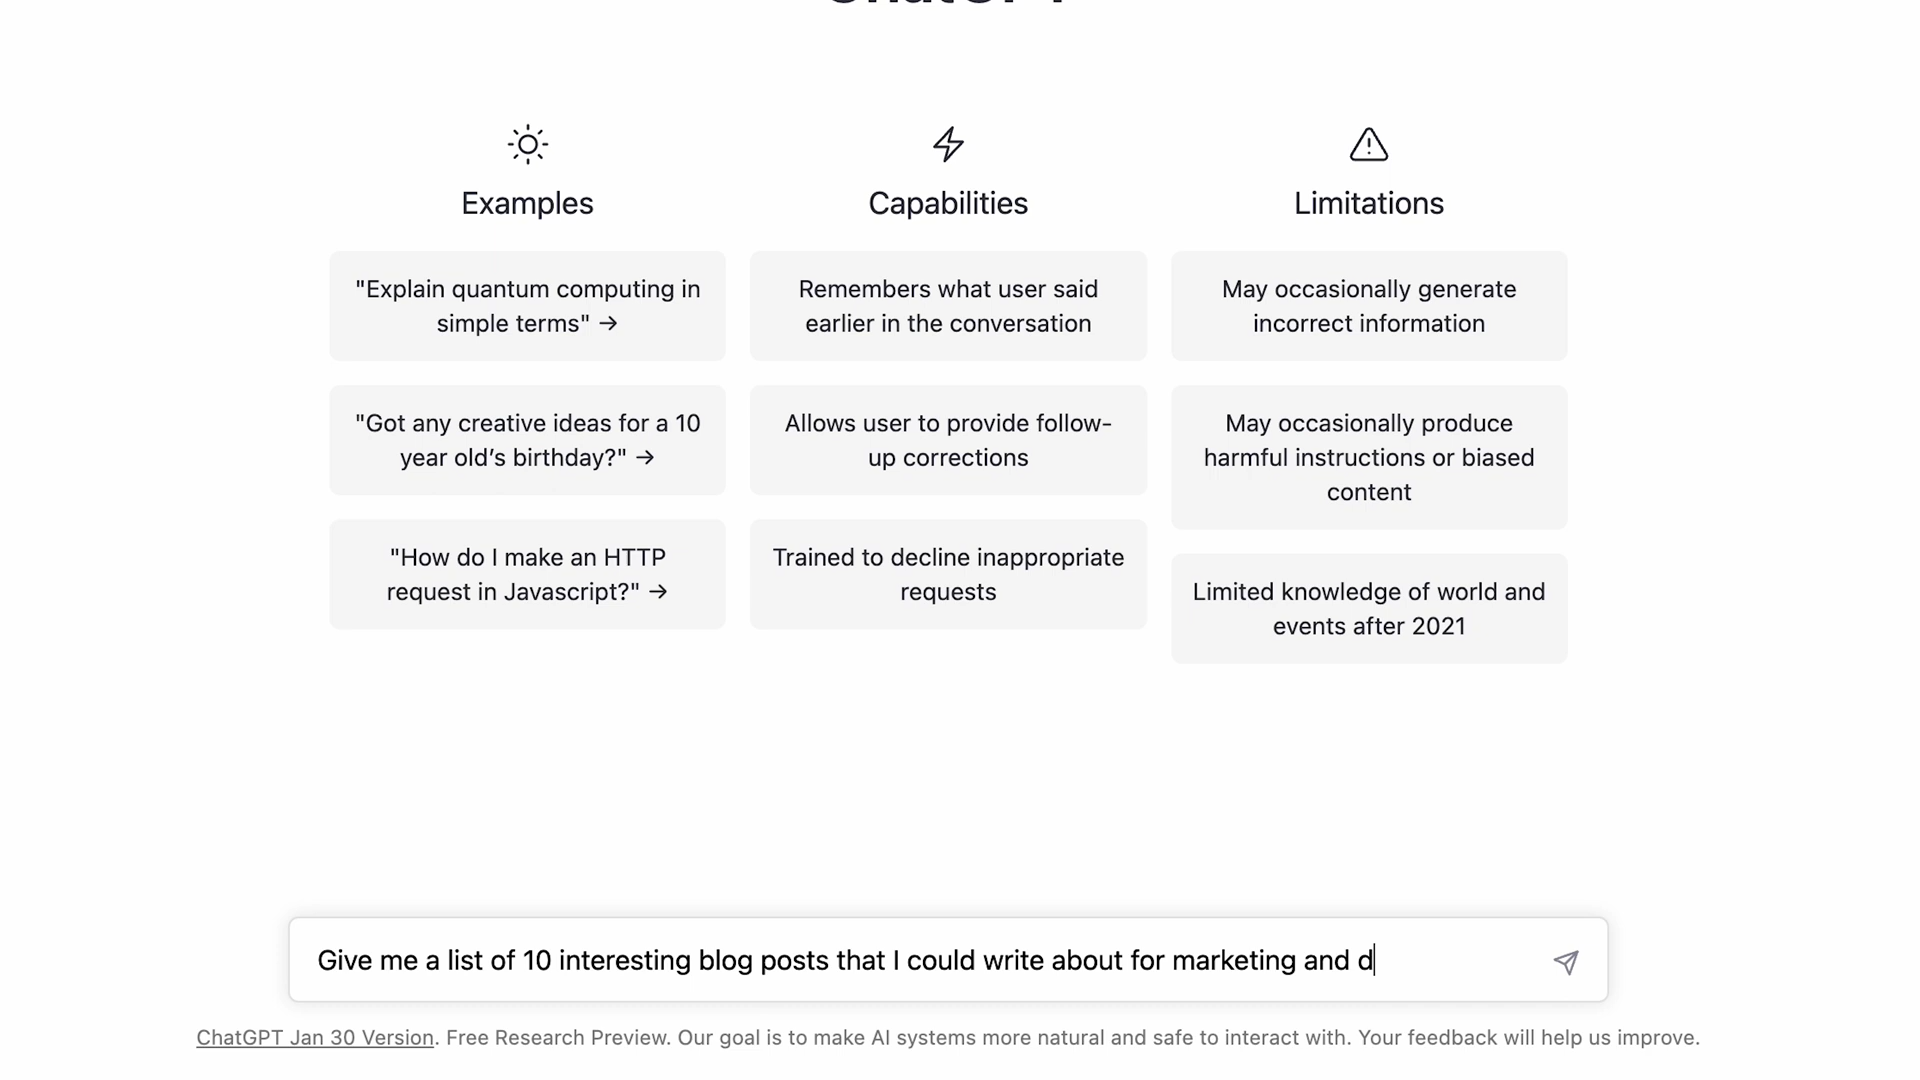 ChatGPT
Examples
"Explain quantum computing in
simple terms" →
"Got any creative ideas for a 10
year old’s birthday?" →
"How do I make an HTTP
request in Javascript?" →
Capabilities
Remembers what user said
earlier in the conversation
Allows user to provide follow-
up corrections
Trained to decline inappropriate
requests
Limitations
May occasionally generate
incorrect information
May occasionally produce
harmful instructions or biased
content
Limited knowledge of world and
events after 2021
Give me a list of 10 interesting blog posts that I could write about for marketing and d
ChatGPT Jan 30 Version. Free Research Preview. Our goal is to make AI systems more natural and safe to interact with. Your feedback will help us improve.